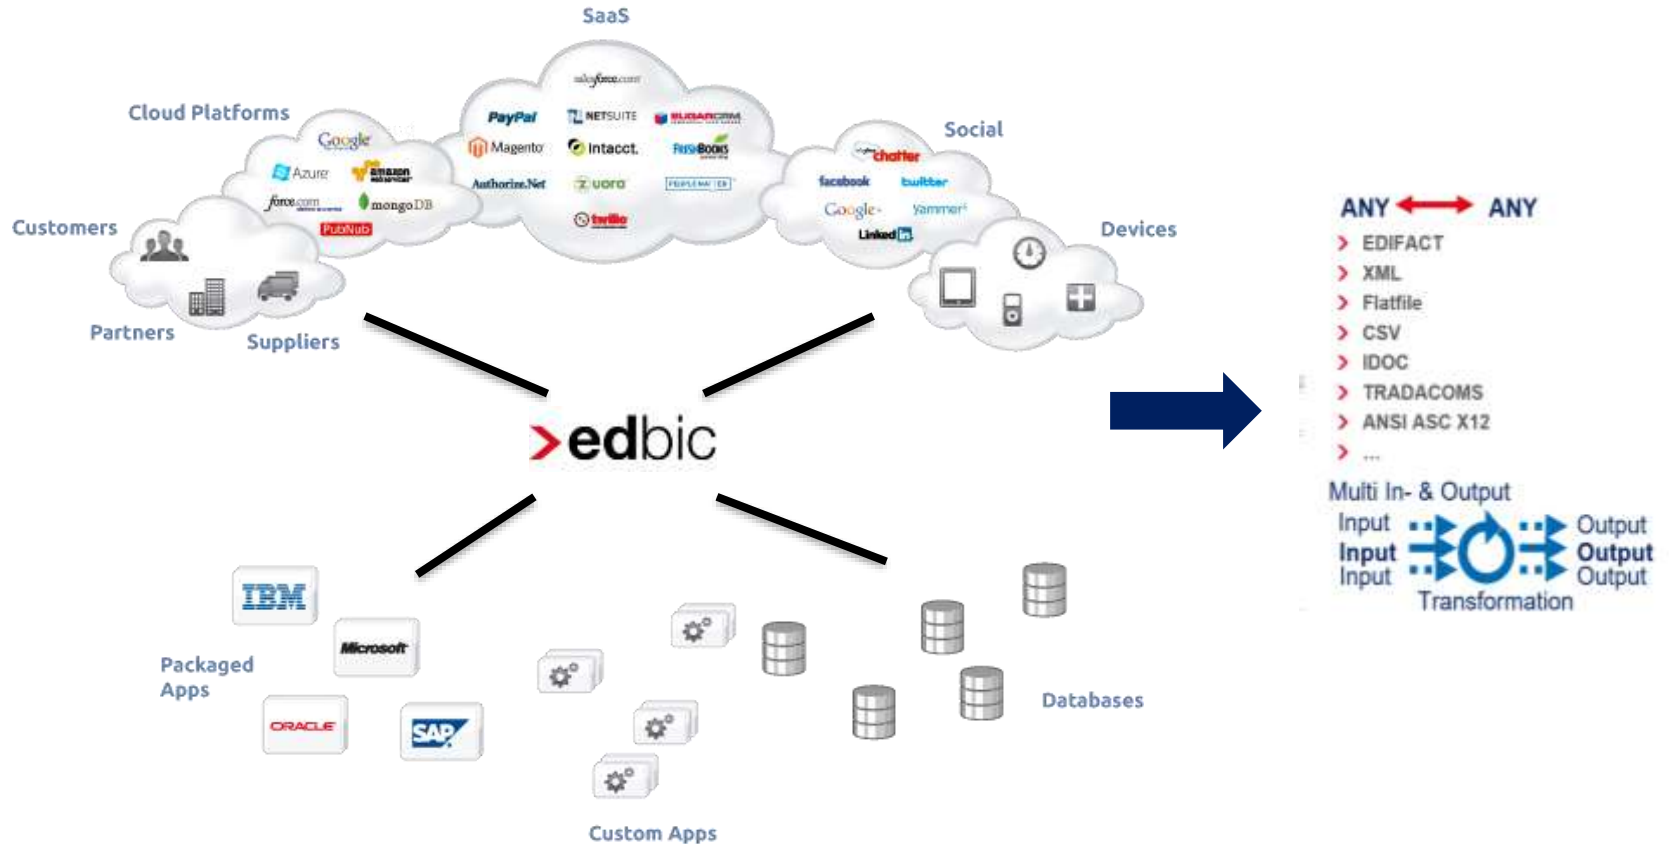 SaaS
salesforce.com
Cloud Platforms
PayPal
NETSUITE
SUGARCRM
Google
Magento
intacct.
FRESHBOOKS
Social
chatter
Azure
amazon
web services
Authorize.Net
zuora
PEOPLEMATTER
facebook
twitter
force.com
mongoDB
twilio
Google+
yammer
PubNub
LinkedIn
Customers
Devices
Partners
Suppliers
>edbic
IBM
Microsoft
Packaged
Apps
ORACLE
SAP
Databases
Custom Apps
ANY ANY
EDIFACT
XML
Flatfile
CSV
IDOC
TRADACOMS
ANSI ASC X12
...
Multi In- & Output
Input Output
Input Output
Input Output
Transformation